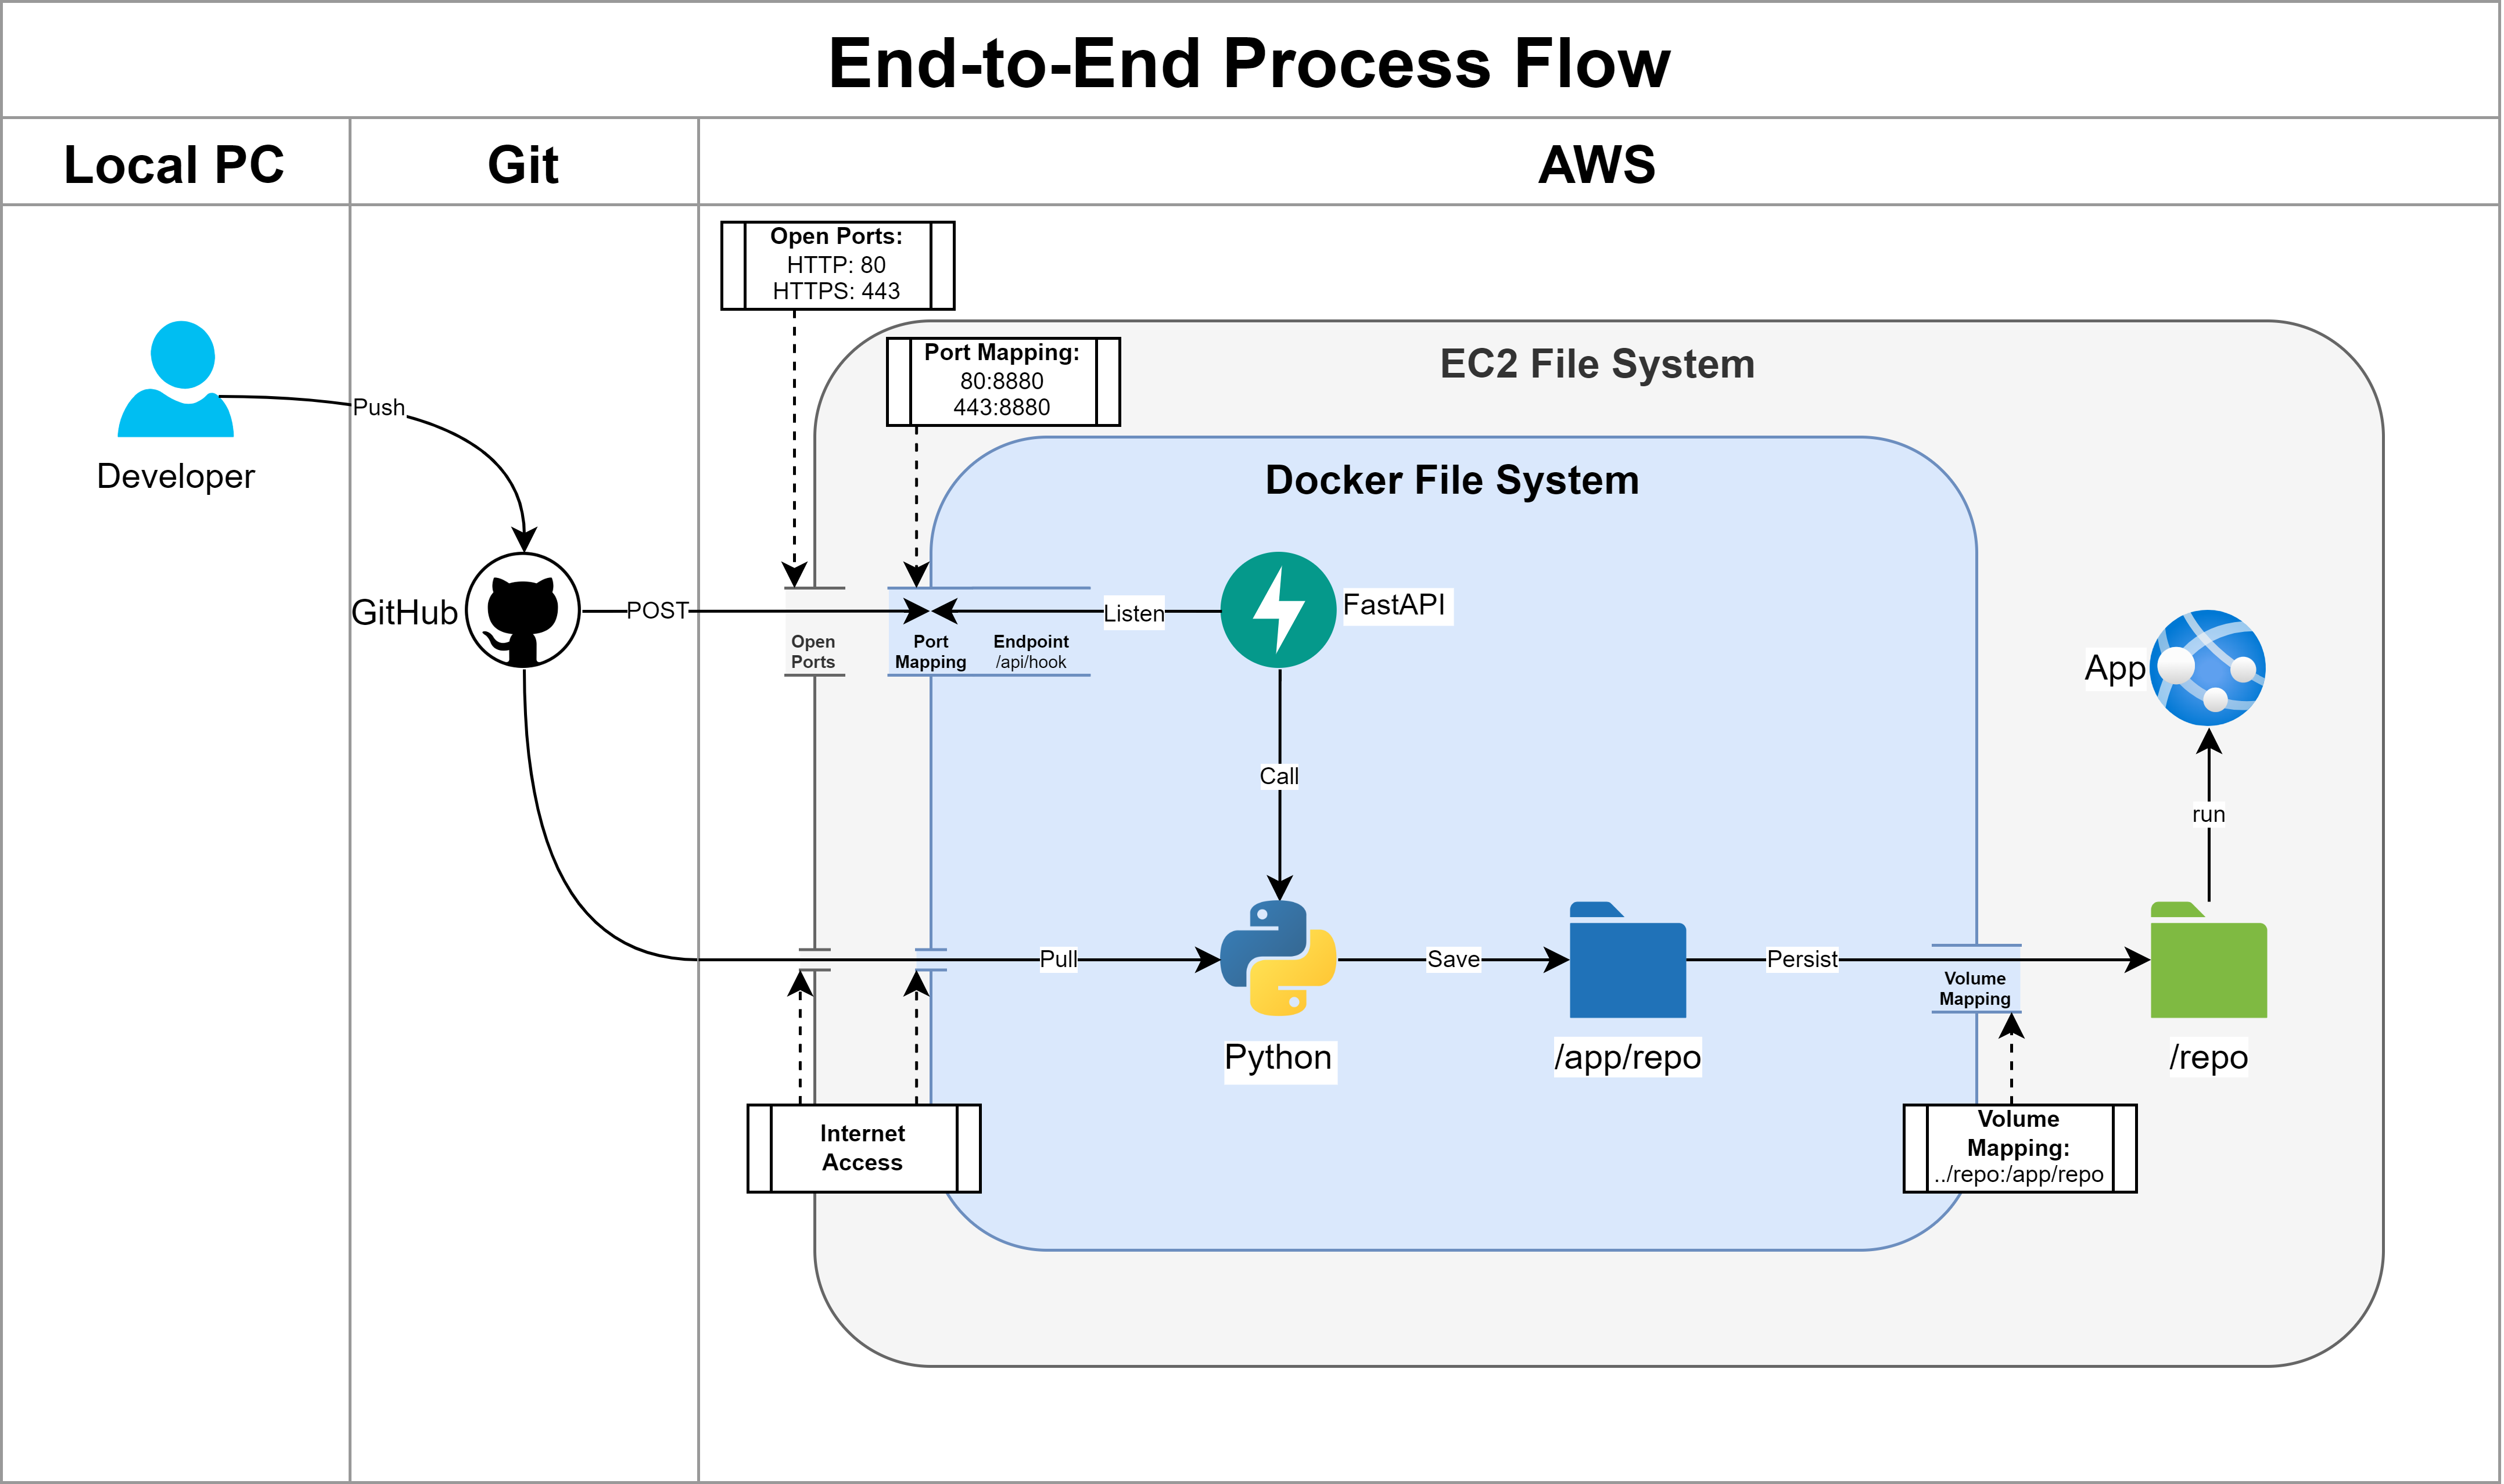 End-to-End Process Flow
Local PC
Git
AWS
Open Ports:
HTTP: 80
HTTPS: 443
Port Mapping:
80:8880
443:8880
EC2 File System
Push
Developer
Docker File System
GitHub
POST
Open
Ports
Port
Mapping
Endpoint
/api/hook
Listen
FastAPI
App
Call
run
Pull
Save
Persist
Volume
Mapping
Python
/app/repo
/repo
Internet
Access
Volume
Mapping:
../repo:/app/repo